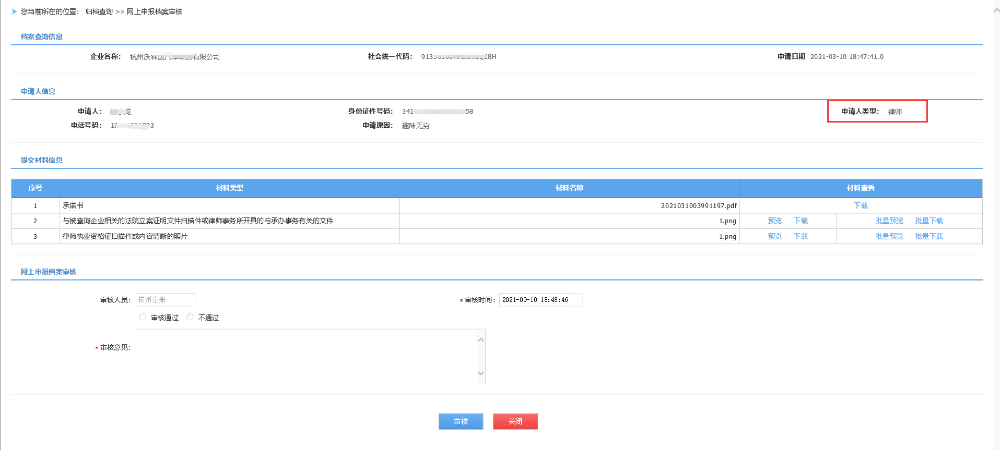 您当前所在的位置： 归档查询 >> 网上申报档案审核
档案查询信息
企业名称： 杭州沃 有限公司 社会统一代码： 913 28H 申请日期 2021-03-10 18:47:41.0
申请人信息
申请人： 龙 身份证件号码： 341 58 申请人类型： 律师
电话号码： 18 3 申请原因： 趣味无穷
提交材料信息
序号 材料类型 材料名称 材料查看
1 承诺书 2021031003991197.pdf 下载
2 与被查询企业相关的法院立案证明文件扫描件或律师事务所开具的与承办事务有关的文件 1.png 预览 下载 批量预览 批量下载
3 律师执业资格证扫描件或内容清晰的照片 1.png 预览 下载 批量预览 批量下载
网上申报档案审核
审核人员： 杭州注册 *审核时间： 2021-03-10 18:48:46
审核通过 不通过
*审核意见：
审核 关闭